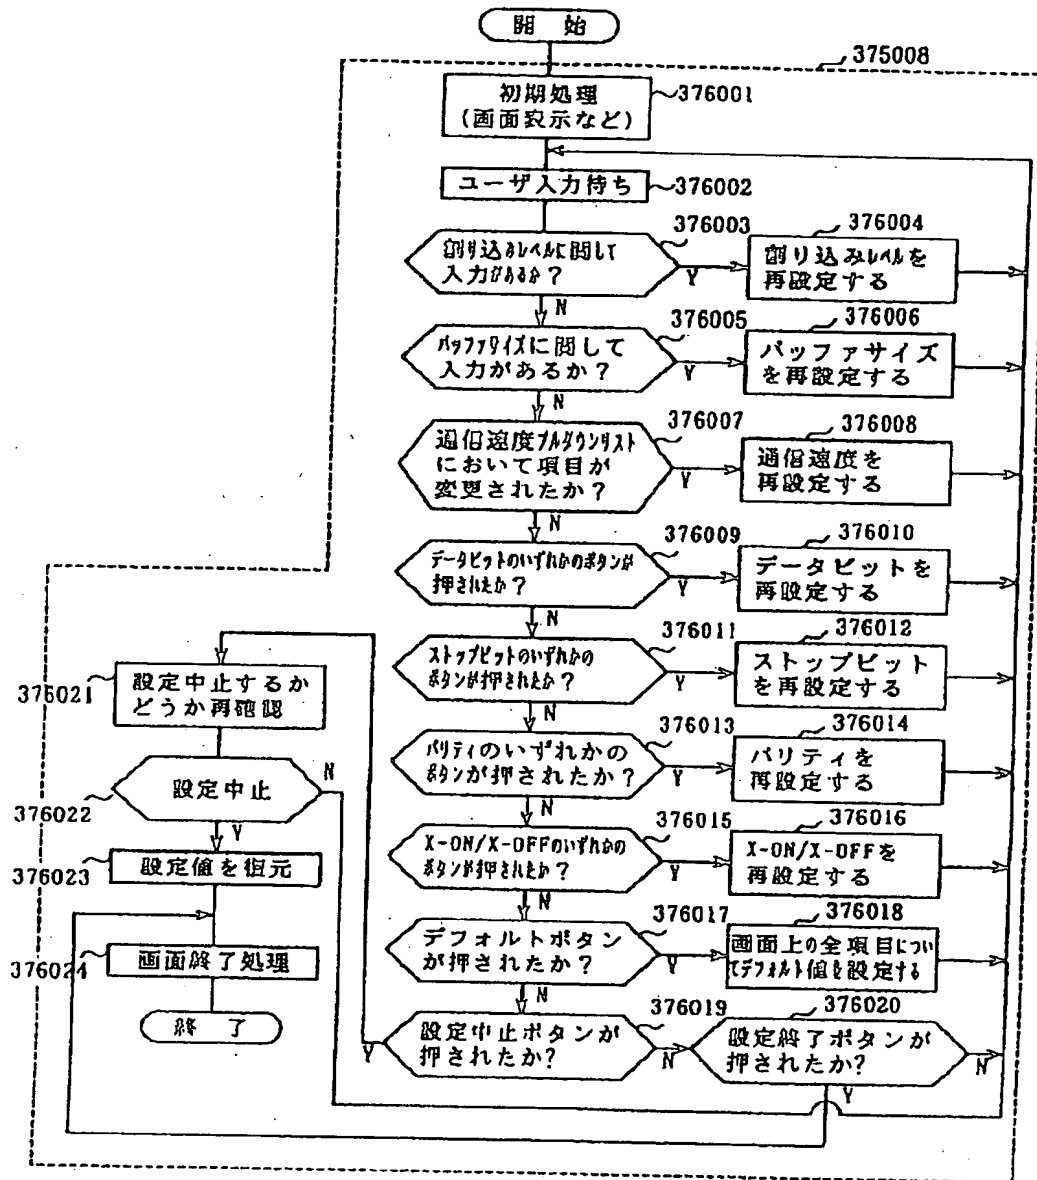 開 始
375008
初期処理
(画面表示など)
376001
ユーザ入力待ち
376002
割り込みレベルに関して
入力があるか?
376003
Y
N
376004
割り込みレベルを
再設定する
バッファサイズに関して
入力があるか?
376005
Y
N
376006
バッファサイズ
を再設定する
通信速度プルダウンリスト
において項目が
変更されたか?
376007
Y
N
376008
通信速度を
再設定する
データビットのいずれかのボタンが
押されたか?
376009
Y
N
376010
データビットを
再設定する
ストップビットのいずれかの
ボタンが押されたか?
376011
Y
N
376012
ストップビット
を再設定する
パリティのいずれかの
ボタンが押されたか?
376013
Y
N
376014
パリティを
再設定する
X-ON/X-OFFのいずれかの
ボタンが押されたか?
376015
Y
N
376016
X-ON/X-OFFを
再設定する
デフォルトボタン
が押されたか?
376017
Y
N
376018
画面上の全項目につい
てデフォルト値を設定する
設定中止ボタンが
押されたか?
376019
Y
N
376020
設定終了ボタンが
押されたか?
N
Y
376021
設定中止するか
どうか再確認
376022
設定中止
N
Y
376023
設定値を復元
376024
画面終了処理
終 了